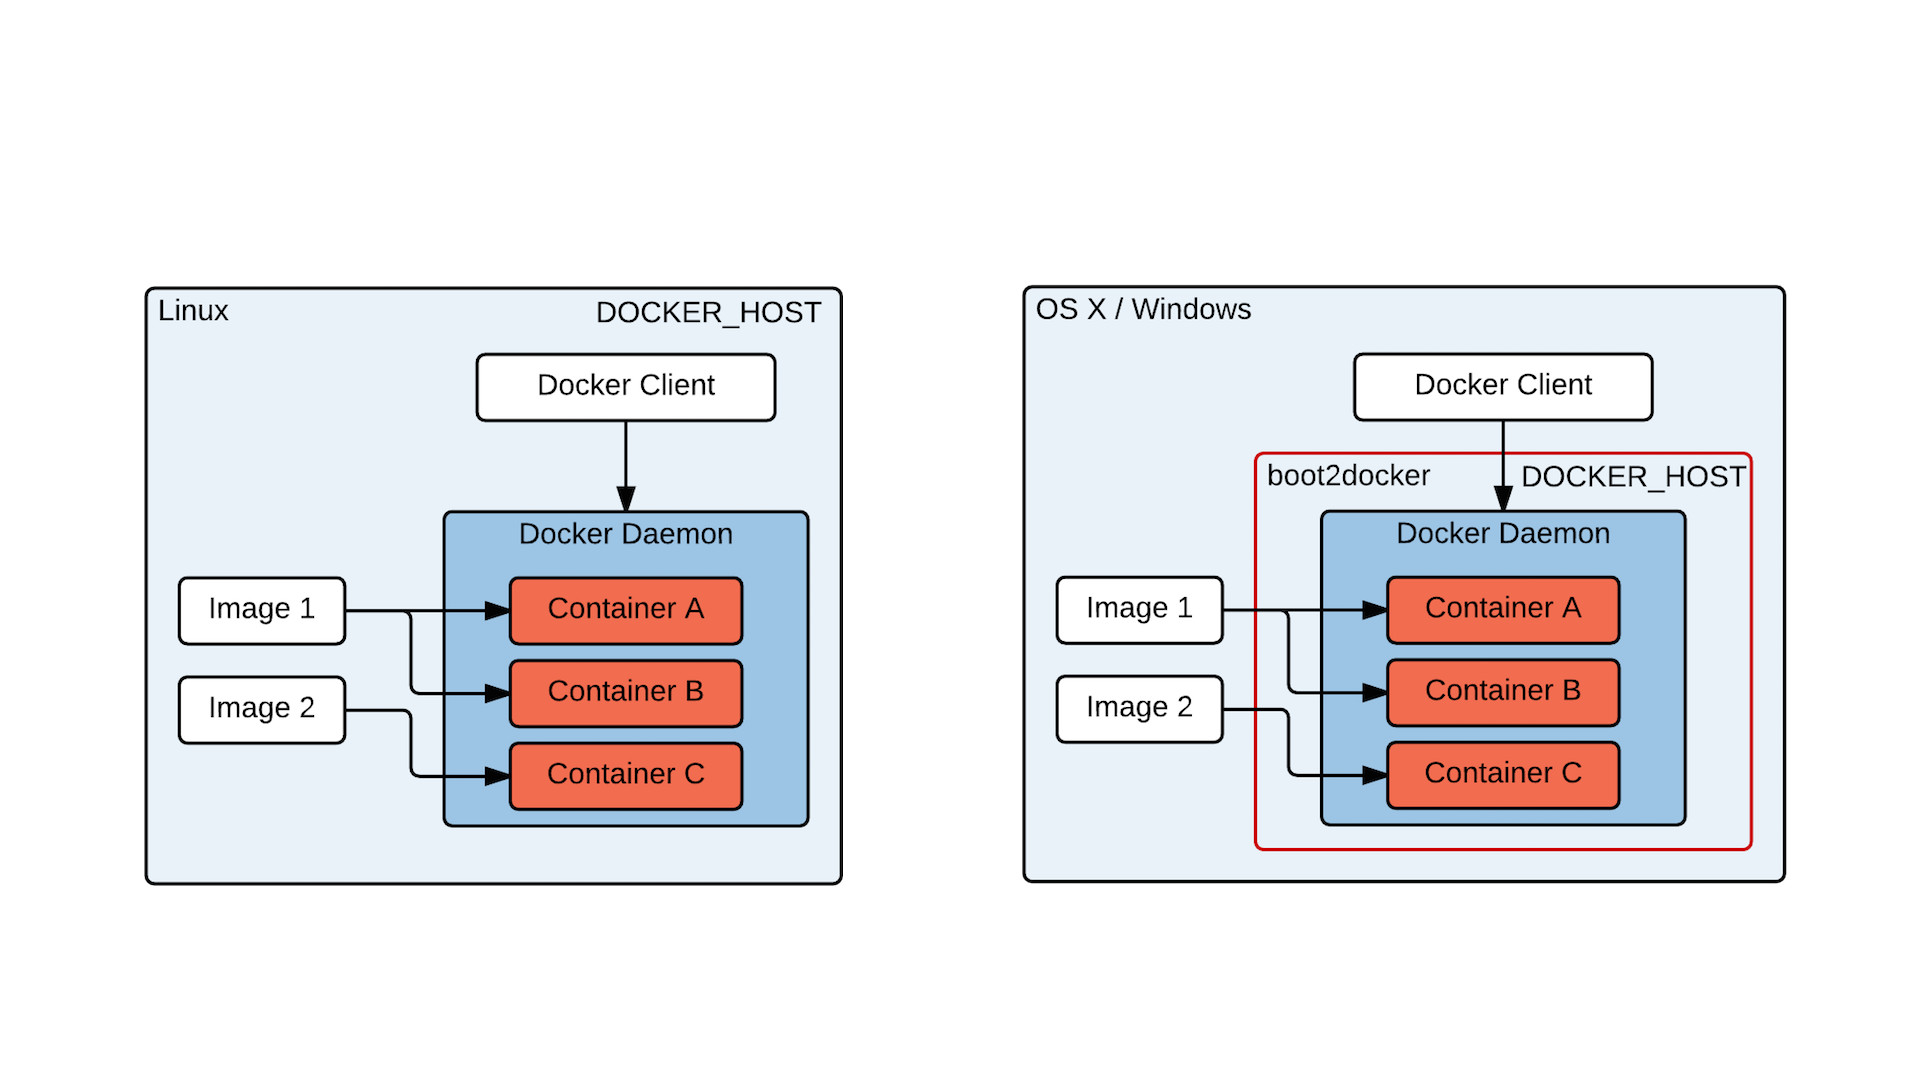 Linux
DOCKER_HOST
Docker Client
Docker Daemon
Image 1
Container A
Container B
Image 2
Container C
OS X / Windows
Docker Client
boot2docker
DOCKER_HOST
Docker Daemon
Image 1
Container A
Container B
Image 2
Container C